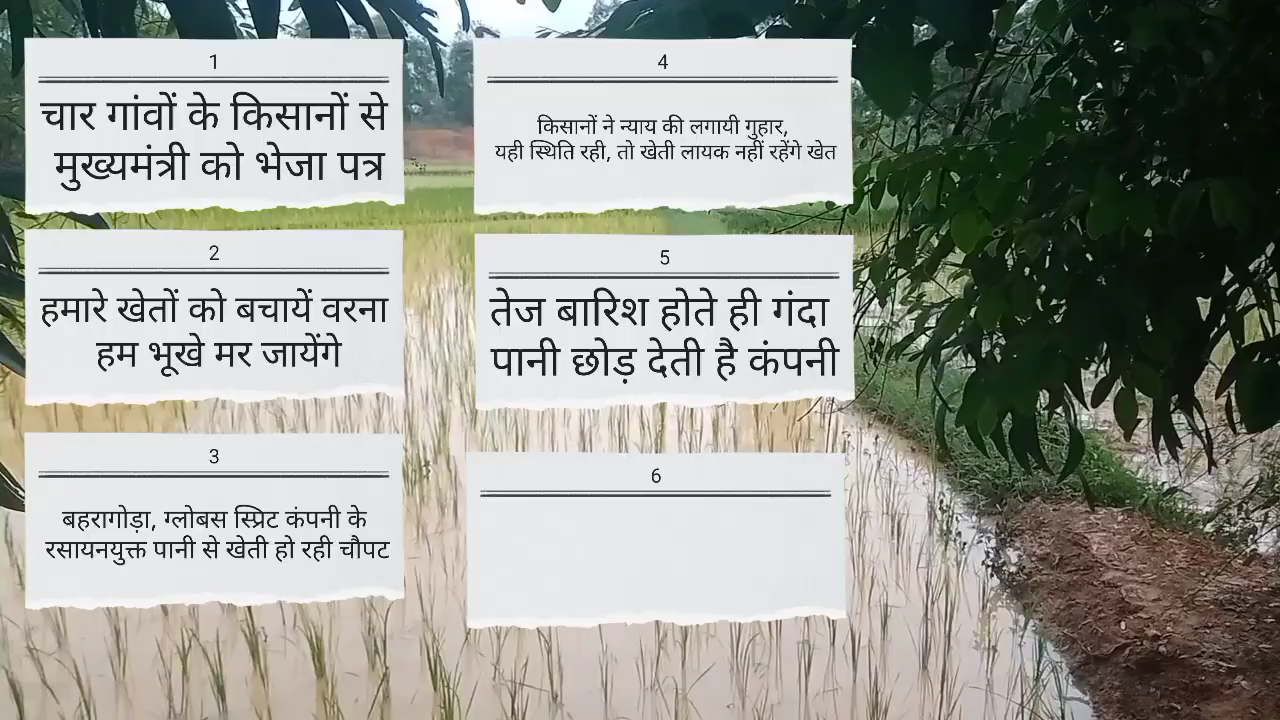 1
चार गांवों के किसानों से
मुख्यमंत्री को भेजा पत्र
2
हमारे खेतों को बचायें वरना
हम भूखे मर जायेंगे
3
बहरागोड़ा, ग्लोबस स्प्रिट कंपनी के
रसायनयुक्त पानी से खेती हो रही चौपट
4
किसानों ने न्याय की लगायी गुहार,
यही स्थिति रही, तो खेती लायक नहीं रहेंगे खेत
5
तेज बारिश होते ही गंदा
पानी छोड़ देती है कंपनी
6